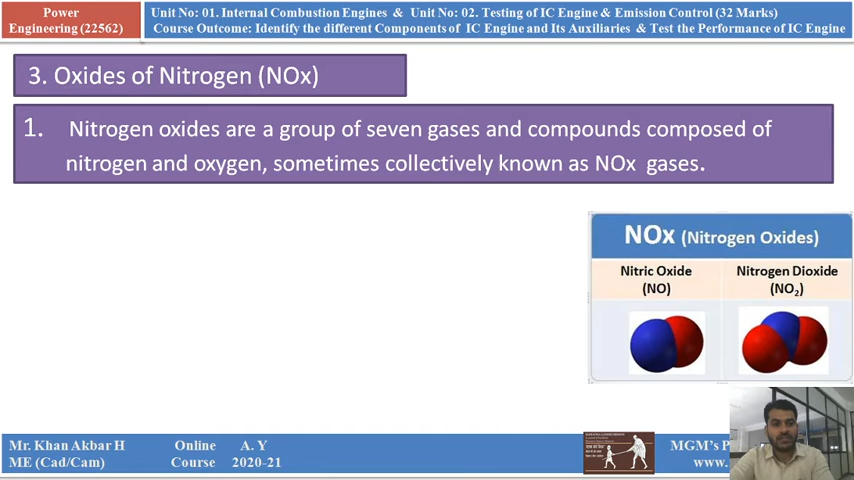 Power
Engineering (22562)
Unit No: 01. Internal Combustion Engines & Unit No: 02. Testing of IC Engine & Emission Control (32 Marks)
Course Outcome: Identify the different Components of IC Engine and Its Auxiliaries & Test the Performance of IC Engine
3. Oxides of Nitrogen (NOx)
1. Nitrogen oxides are a group of seven gases and compounds composed of
nitrogen and oxygen, sometimes collectively known as NOx gases.
NOx (Nitrogen Oxides)
Nitric Oxide
(NO)
Nitrogen Dioxide
(NO₂)
Mr. Khan Akbar H
ME (Cad/Cam)
Online
Course
A. Y
2020-21
MGM's P
www.